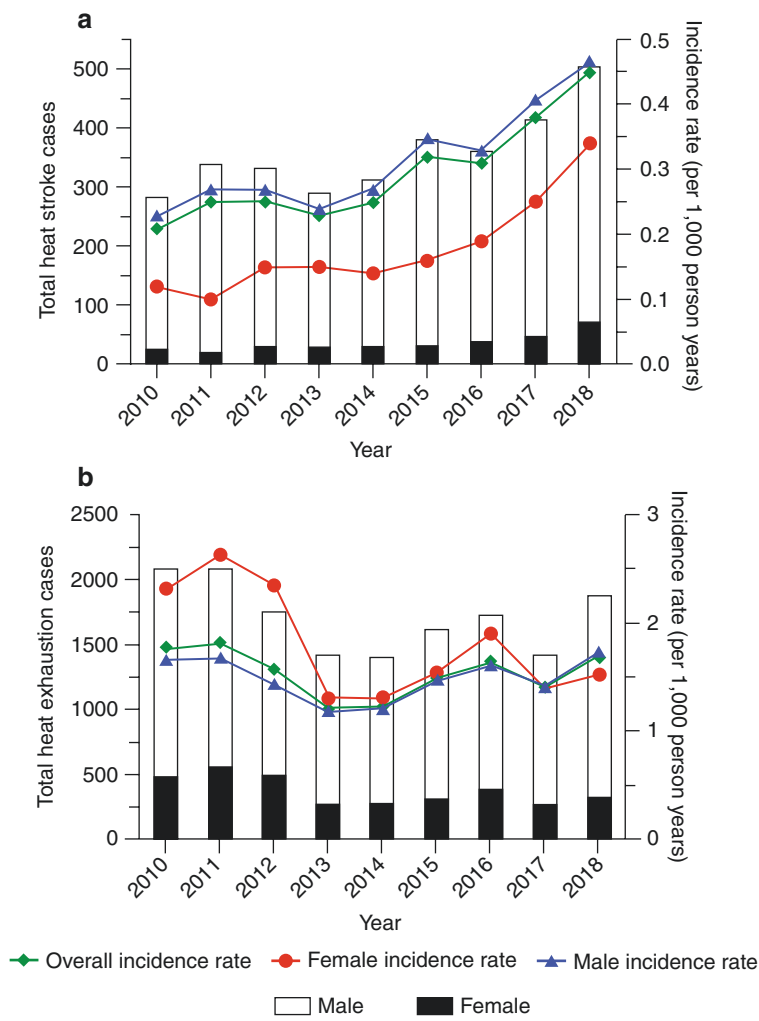 a
Total heat stroke cases
500
400
300
200
100
0
0.5
0.4
0.3
0.2
0.1
0.0
Incidence rate (per 1,000 person years)
2010 2011 2012 2013 2014 2015 2016 2017 2018
Year
b
Total heat exhaustion cases
2500
2000
1500
1000
500
0
3
2
1
0
Incidence rate (per 1,000 person years)
2010 2011 2012 2013 2014 2015 2016 2017 2018
Year
Overall incidence rate Female incidence rate Male incidence rate
Male Female